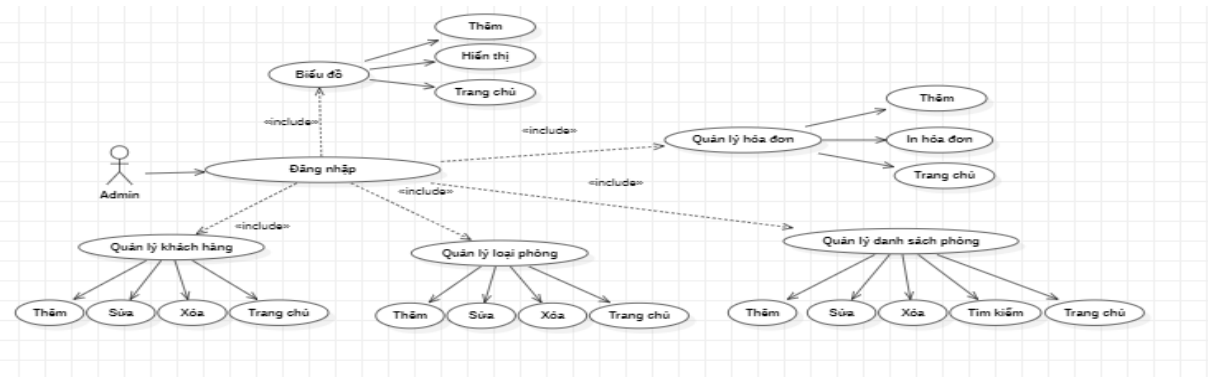 Thêm
Hiển thị
Biểu đồ
Trang chủ
Thêm
«include»
«include»
Quản lý hóa đơn
In hóa đơn
Đăng nhập
Trang chủ
Admin
«include»
«include»
«include»
Quản lý khách hàng
Quản lý loại phòng
Quản lý danh sách phòng
Thêm
Sửa
Xóa
Trang chủ
Thêm
Sửa
Xóa
Trang chủ
Thêm
Sửa
Xóa
Tìm kiếm
Trang chủ